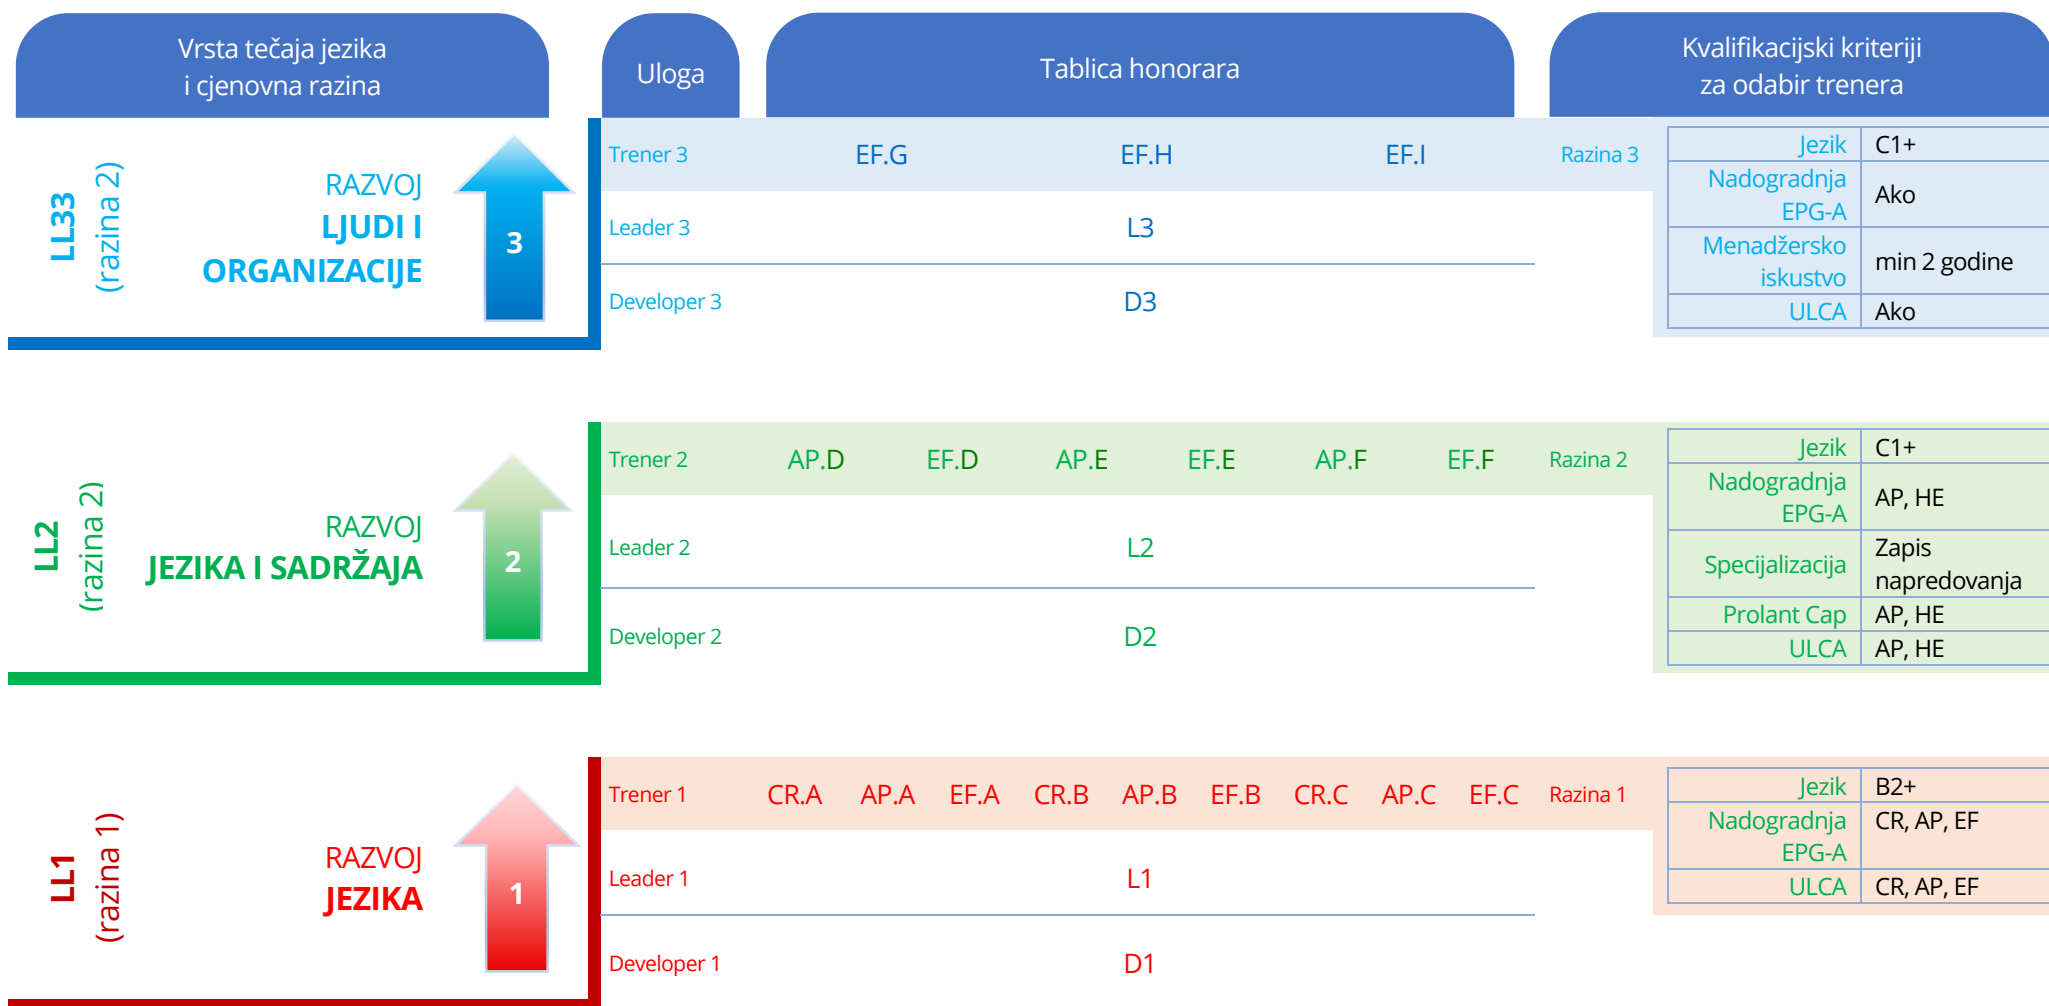 Vrsta tečaja jezika
i cjenovna razina
Uloga
Tablica honorara
Kvalifikacijski kriteriji
za odabir trenera
LL33
(razina 2)
RAZVOJ
LJUDI I
ORGANIZACIJE
3
Trener 3 EF.G EF.H EF.I Razina 3
Leader 3 L3
Developer 3 D3
Jezik C1+
Nadogradnja
EPG-A Ako
Menadžersko
iskustvo min 2 godine
ULCA Ako
LL2
(razina 2)
RAZVOJ
JEZIKA I SADRŽAJA
2
Trener 2 AP.D EF.D AP.E EF.E AP.F EF.F Razina 2
Leader 2 L2
Developer 2 D2
Jezik C1+
Nadogradnja
EPG-A AP, HE
Specijalizacija Zapis
napredovanja
Prolant Cap AP, HE
ULCA AP, HE
LL1
(razina 1)
RAZVOJ
JEZIKA
1
Trener 1 CR.A AP.A EF.A CR.B AP.B EF.B CR.C AP.C EF.C Razina 1
Leader 1 L1
Developer 1 D1
Jezik B2+
Nadogradnja CR, AP, EF
EPG-A
ULCA CR, AP, EF